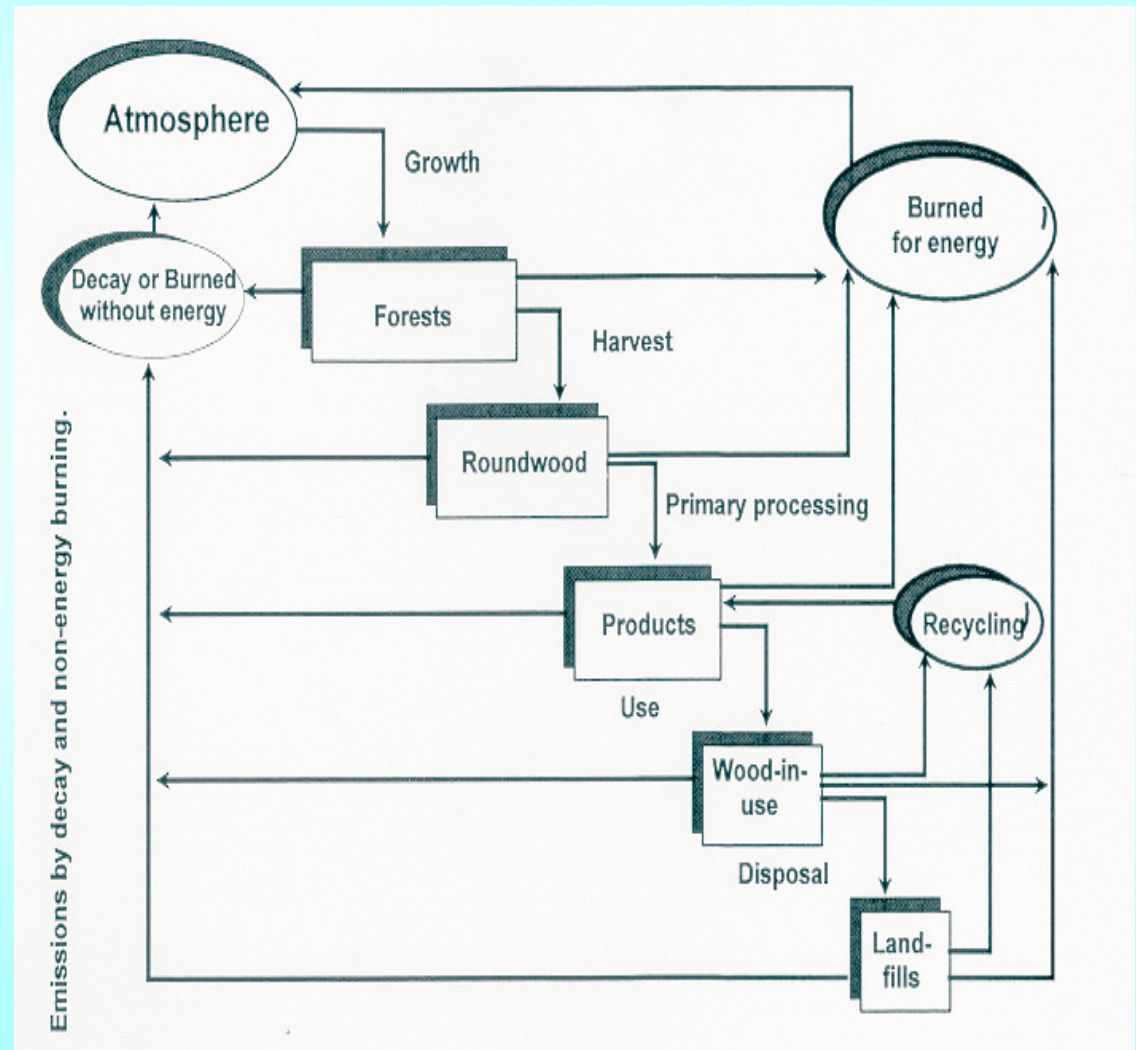 Atmosphere
Growth
Burned
for energy
Decay or Burned
without energy
Forests
Harvest
Roundwood
Primary processing
Products
Recycling
Use
Wood-in-
use
Disposal
Land-
fills
Emissions by decay and non-energy burning.